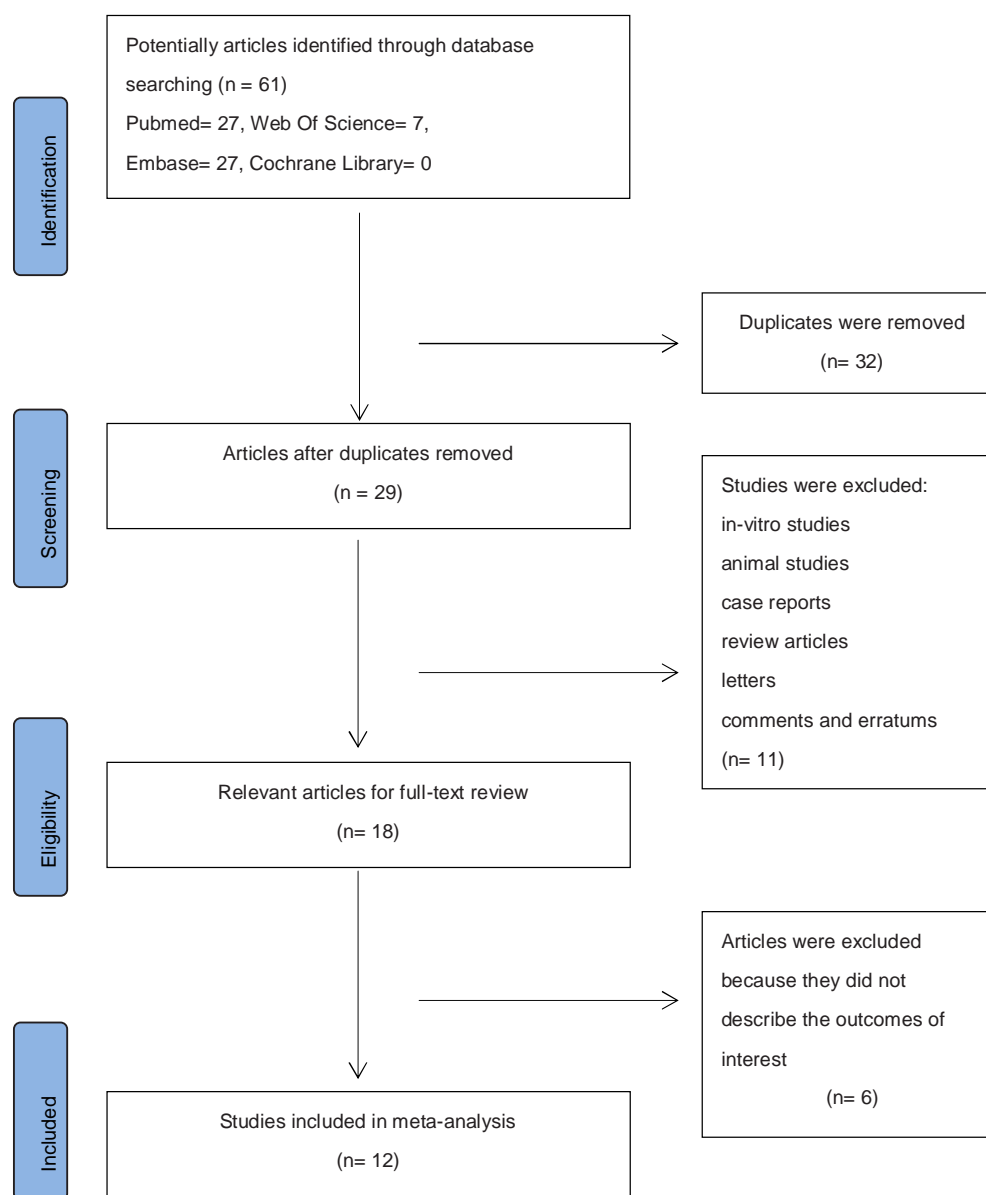 Potentially articles identified through database
searching (n = 61)
Pubmed= 27, Web Of Science= 7,
Embase= 27, Cochrane Library= 0
Identification
Duplicates were removed
(n= 32)
Screening
Articles after duplicates removed
(n = 29)
Studies were excluded:
in-vitro studies
animal studies
case reports
review articles
letters
comments and erratums
(n= 11)
Eligibility
Relevant articles for full-text review
(n= 18)
Articles were excluded
because they did not
describe the outcomes of
interest
(n= 6)
Included
Studies included in meta-analysis
(n= 12)